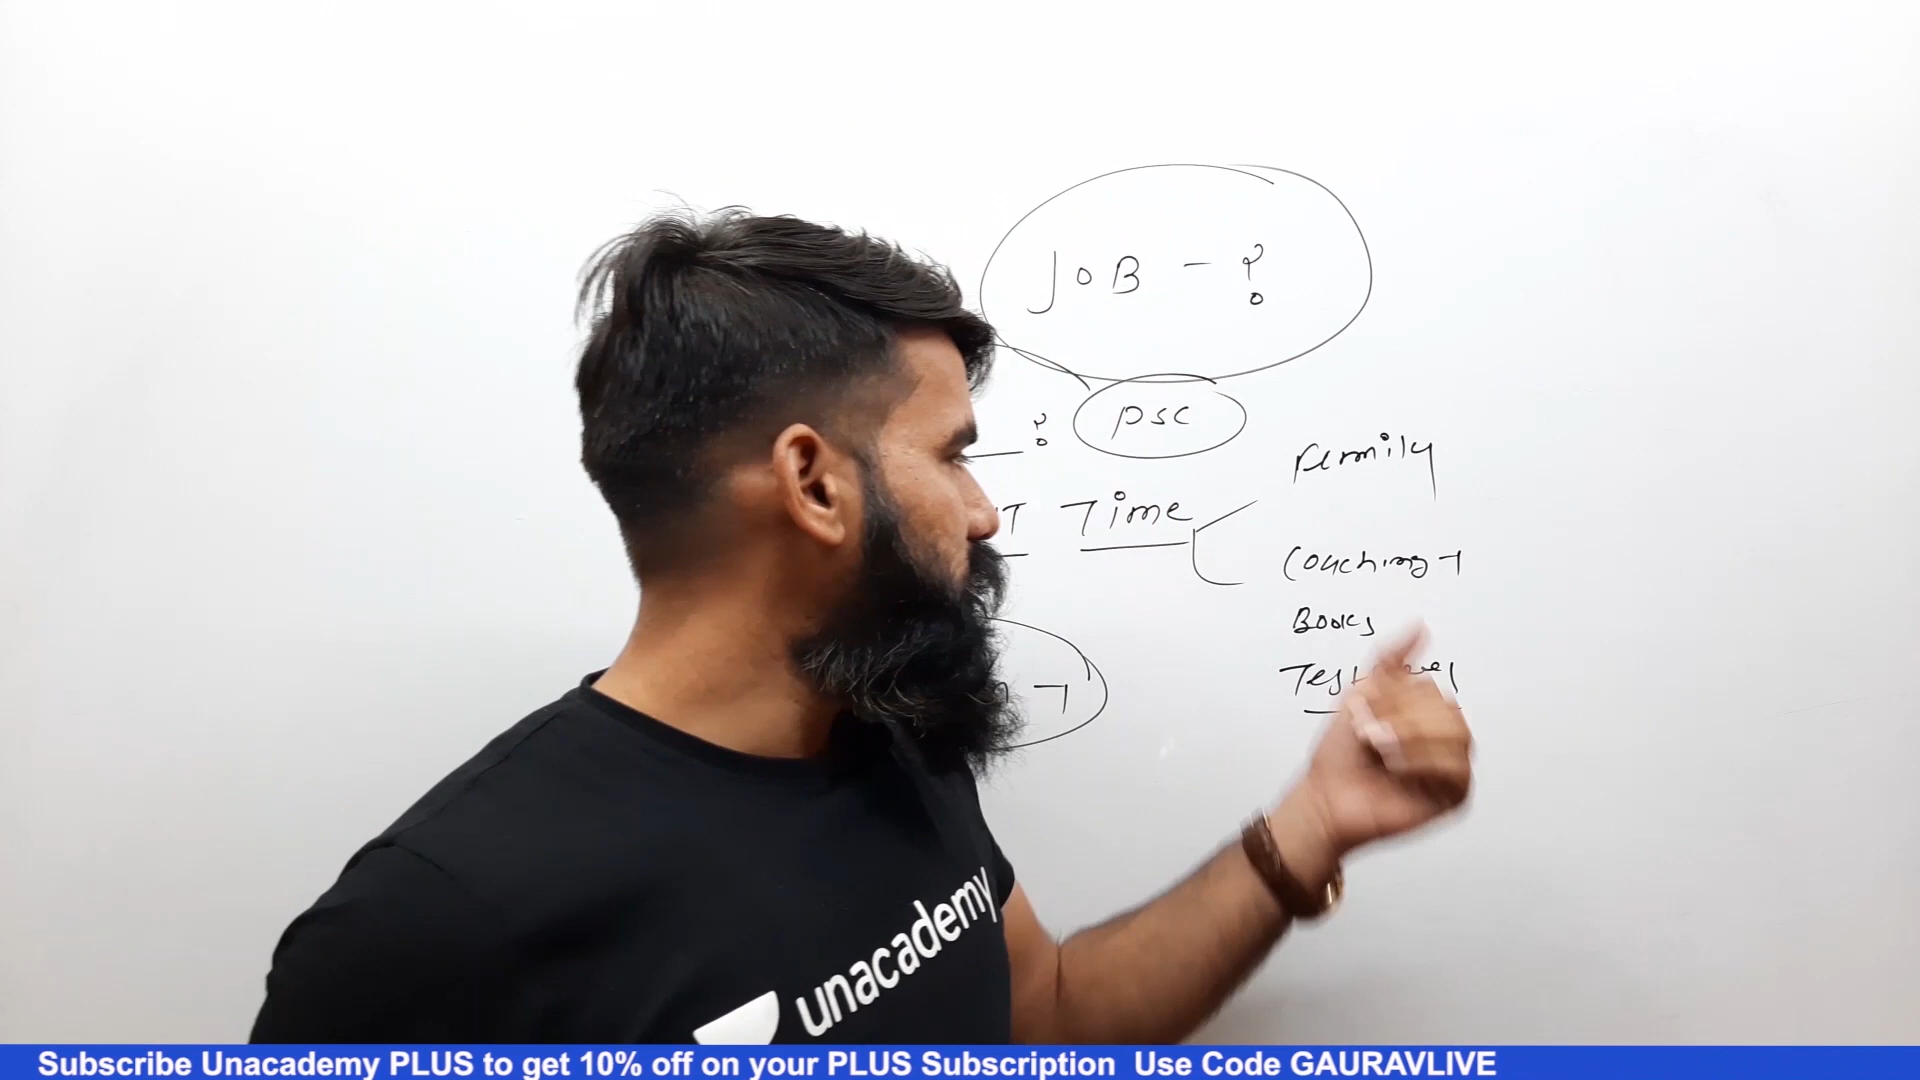 JOB - ?
? PSC
Family
T Time
Coaching
Books
Test
unacademy
Subscribe Unacademy PLUS to get 10% off on your PLUS Subscription Use Code GAURAVLIVE